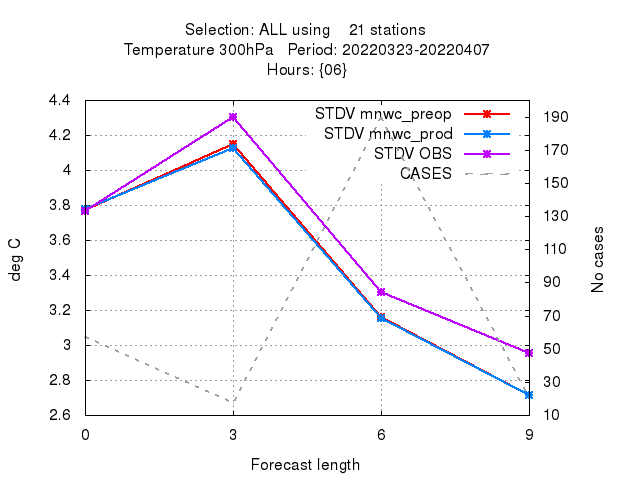 Selection: ALL using    21 stations
Temperature 300hPa   Period: 20220323-20220407
Hours: {06}
STDV mnwc_preop
STDV mnwc_prod
STDV OBS
CASES
4.4
4.2
4
3.8
3.6
3.4
3.2
3
2.8
2.6
deg C
190
170
150
130
110
90
70
50
30
10
No cases
0 3 6 9
Forecast length